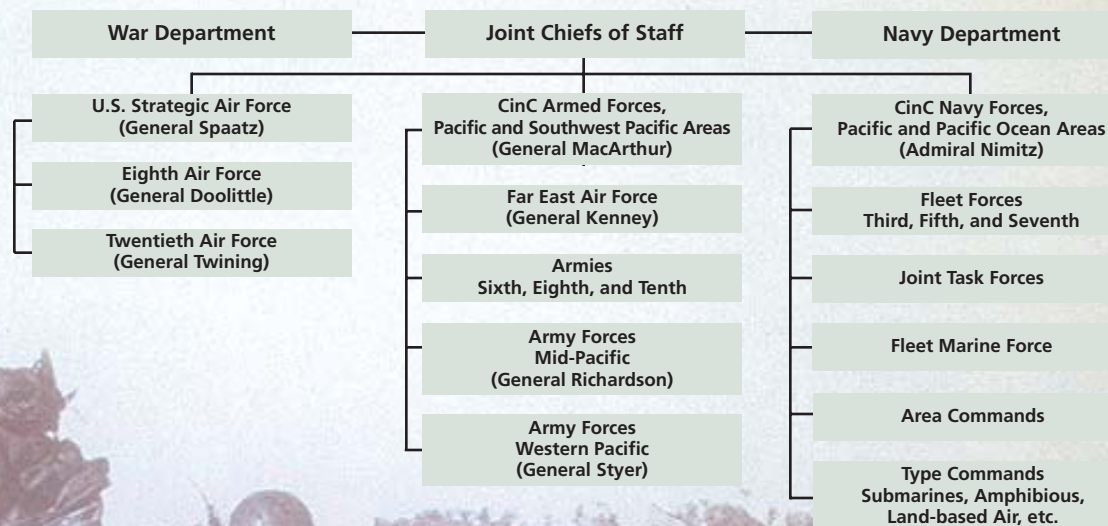 War Department
Joint Chiefs of Staff
Navy Department
U.S. Strategic Air Force
(General Spaatz)
Eighth Air Force
(General Doolittle)
Twentieth Air Force
(General Twining)
CinC Armed Forces,
Pacific and Southwest Pacific Areas
(General MacArthur)
Far East Air Force
(General Kenney)
Armies
Sixth, Eighth, and Tenth
Army Forces
Mid-Pacific
(General Richardson)
Army Forces
Western Pacific
(General Styer)
CinC Navy Forces,
Pacific and Pacific Ocean Areas
(Admiral Nimitz)
Fleet Forces
Third, Fifth, and Seventh
Joint Task Forces
Fleet Marine Force
Area Commands
Type Commands
Submarines, Amphibious,
Land-based Air, etc.